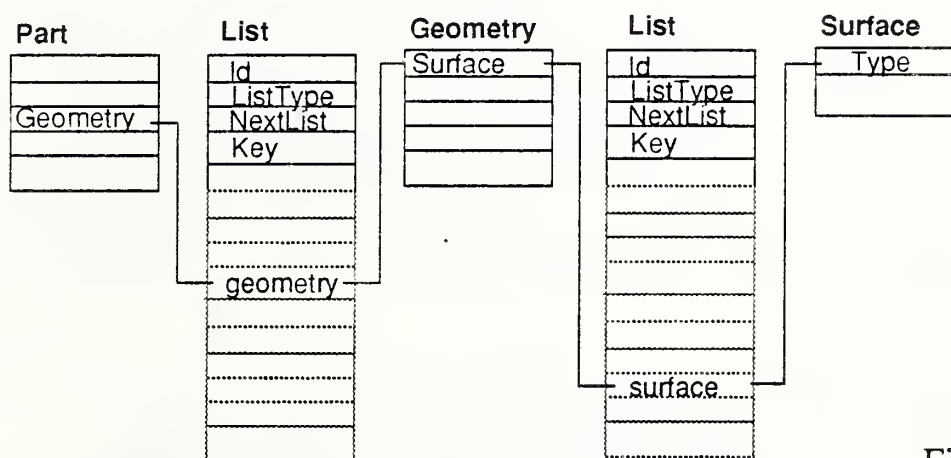 Part
Geometry
List
Id
ListType
NextList
Key
geometry
Geometry
Surface
List
Id
ListType
NextList
Key
surface
Surface
Type